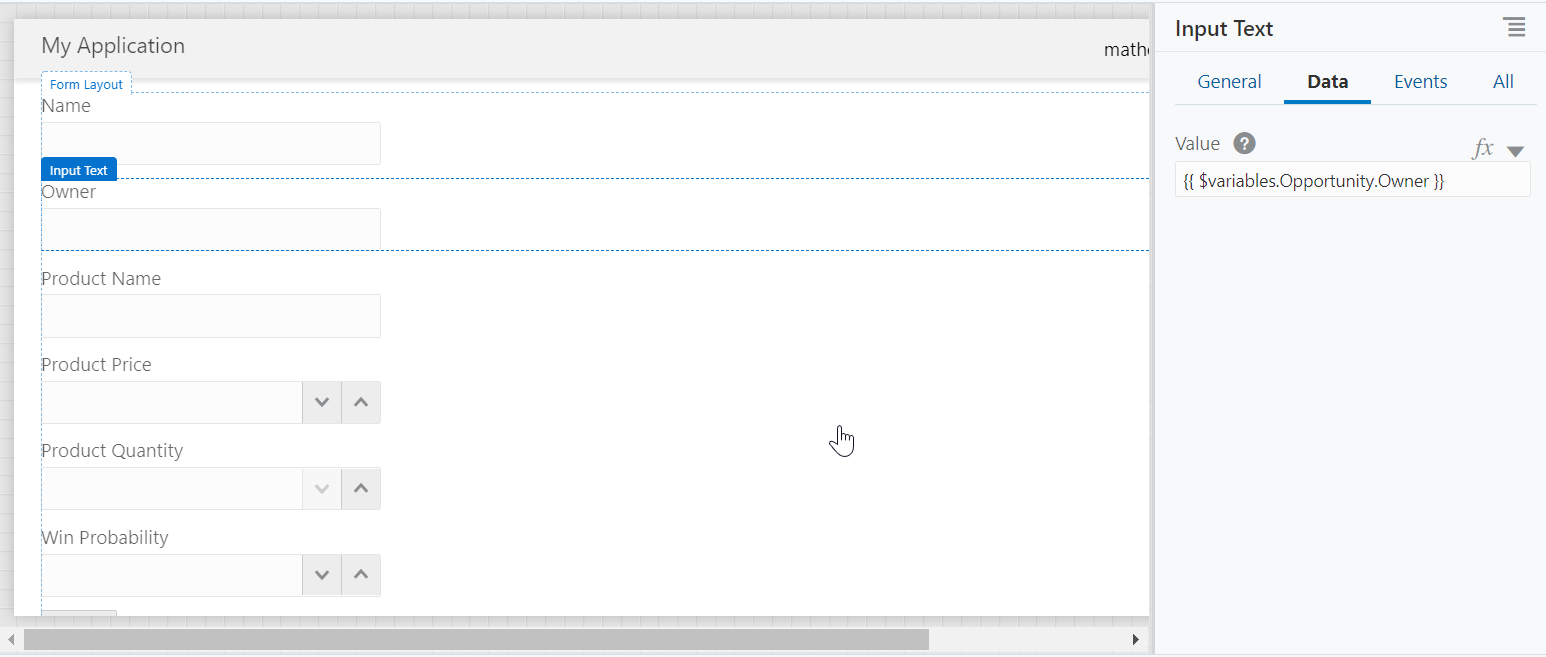 My Application
mathe
Form Layout
Name
Input Text
Owner
Product Name
Product Price
Product Quantity
Win Probability
Input Text
General
Data
Events
All
Value ?
fx
{{ $variables.Opportunity.Owner }}